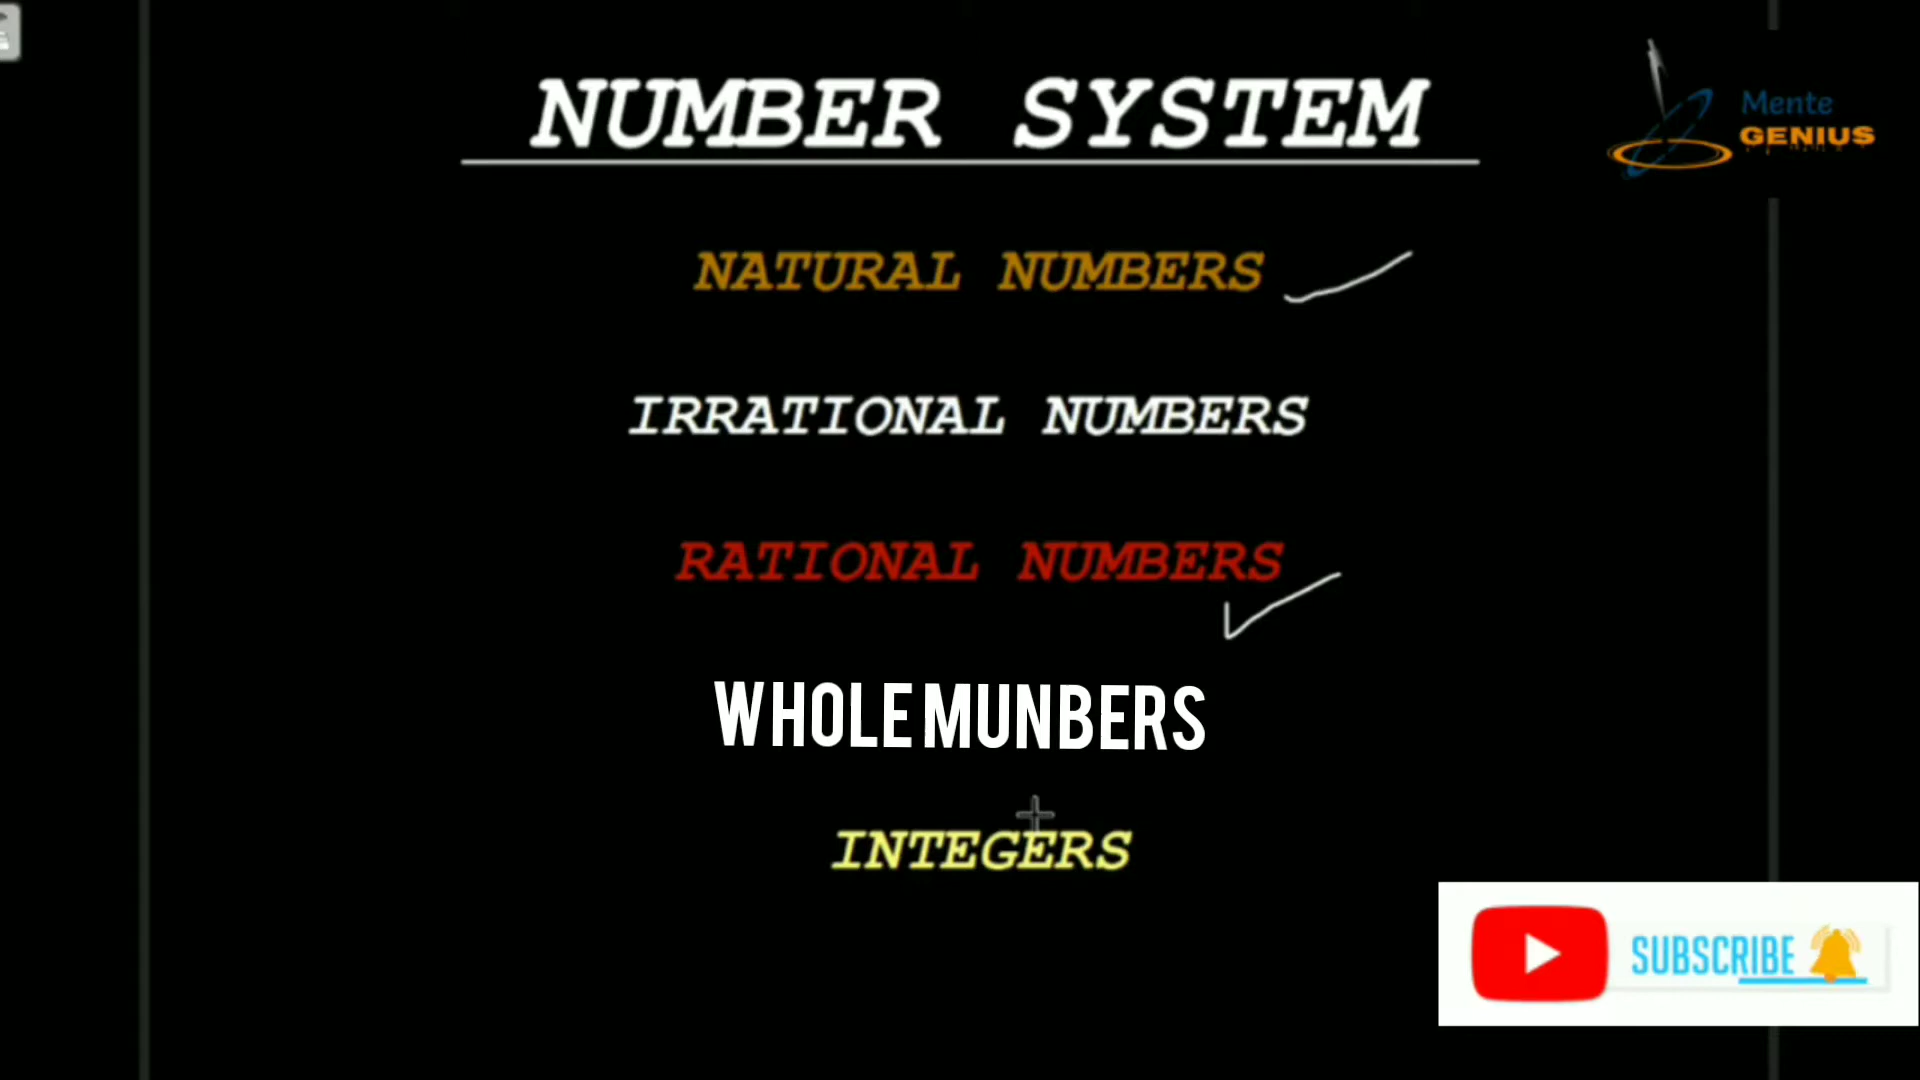 NUMBER SYSTEM
Mente
GENIUS
NATURAL NUMBERS
IRRATIONAL NUMBERS
RATIONAL NUMBERS
WHOLE MUNBERS
INTEGERS
SUBSCRIBE